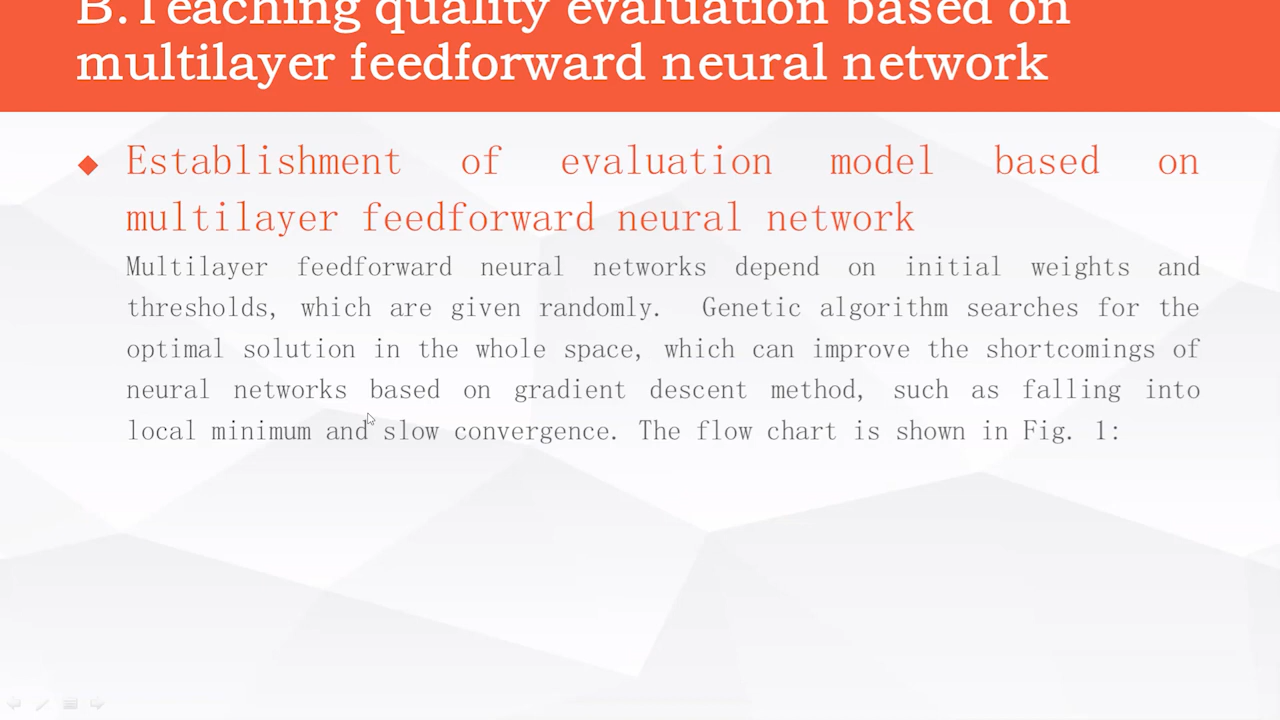 B.Teaching quality evaluation based on
multilayer feedforward neural network
Establishment of evaluation model based on
multilayer feedforward neural network
Multilayer feedforward neural networks depend on initial weights and
thresholds, which are given randomly. Genetic algorithm searches for the
optimal solution in the whole space, which can improve the shortcomings of
neural networks based on gradient descent method, such as falling into
local minimum and slow convergence. The flow chart is shown in Fig. 1: